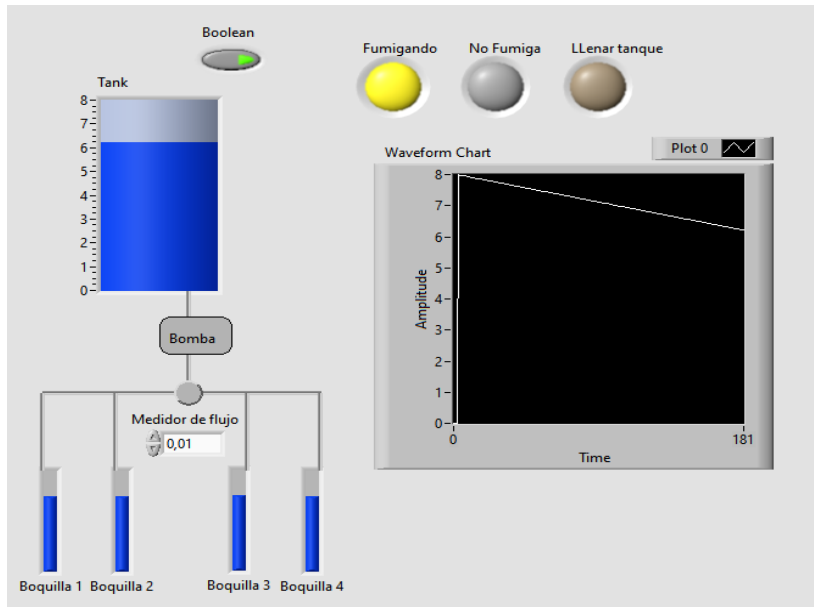 Boolean
Fumigando
No Fumiga
LLenar tanque
Tank
8
7
6
5
4
3
2
1
0
Waveform Chart
Plot 0
8
7
6
5
4
3
2
1
0
Amplitude
0
181
Time
Bomba
Medidor de flujo
0,01
Boquilla 1
Boquilla 2
Boquilla 3
Boquilla 4